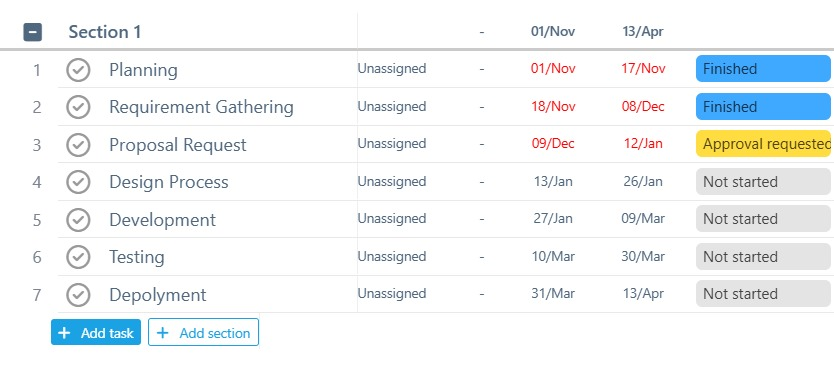 Section 1 - 01/Nov 13/Apr
1 Planning Unassigned 01/Nov 17/Nov Finished
2 Requirement Gathering Unassigned - 18/Nov 08/Dec Finished
3 Proposal Request Unassigned - 09/Dec 12/Jan Approval requested
4 Design Process Unassigned - 13/Jan 26/Jan Not started
5 Development Unassigned - 27/Jan 09/Mar Not started
6 Testing Unassigned - 10/Mar 30/Mar Not started
7 Depolyment Unassigned - 31/Mar 13/Apr Not started
+ Add task + Add section